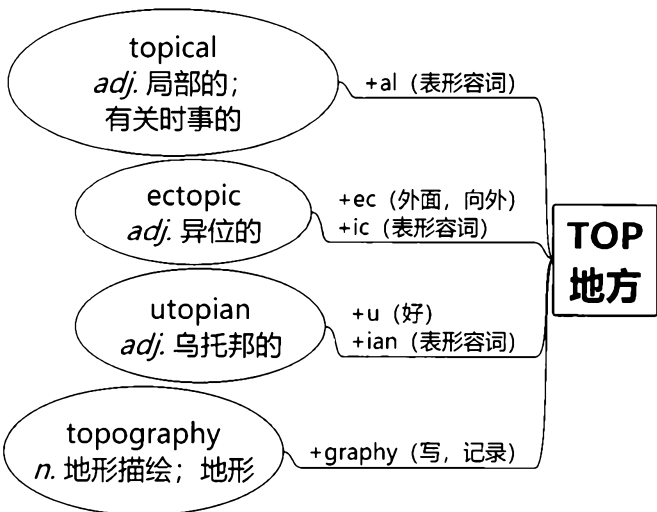 topical
adj. 局部的；
有关时事的
+al（表形容词）
ectopic
adj. 异位的
+ec（外面，向外）
+ic（表形容词）
TOP
地方
utopian
adj. 乌托邦的
+u（好）
+ian（表形容词）
topography
n. 地形描绘；地形
+graphy（写，记录）